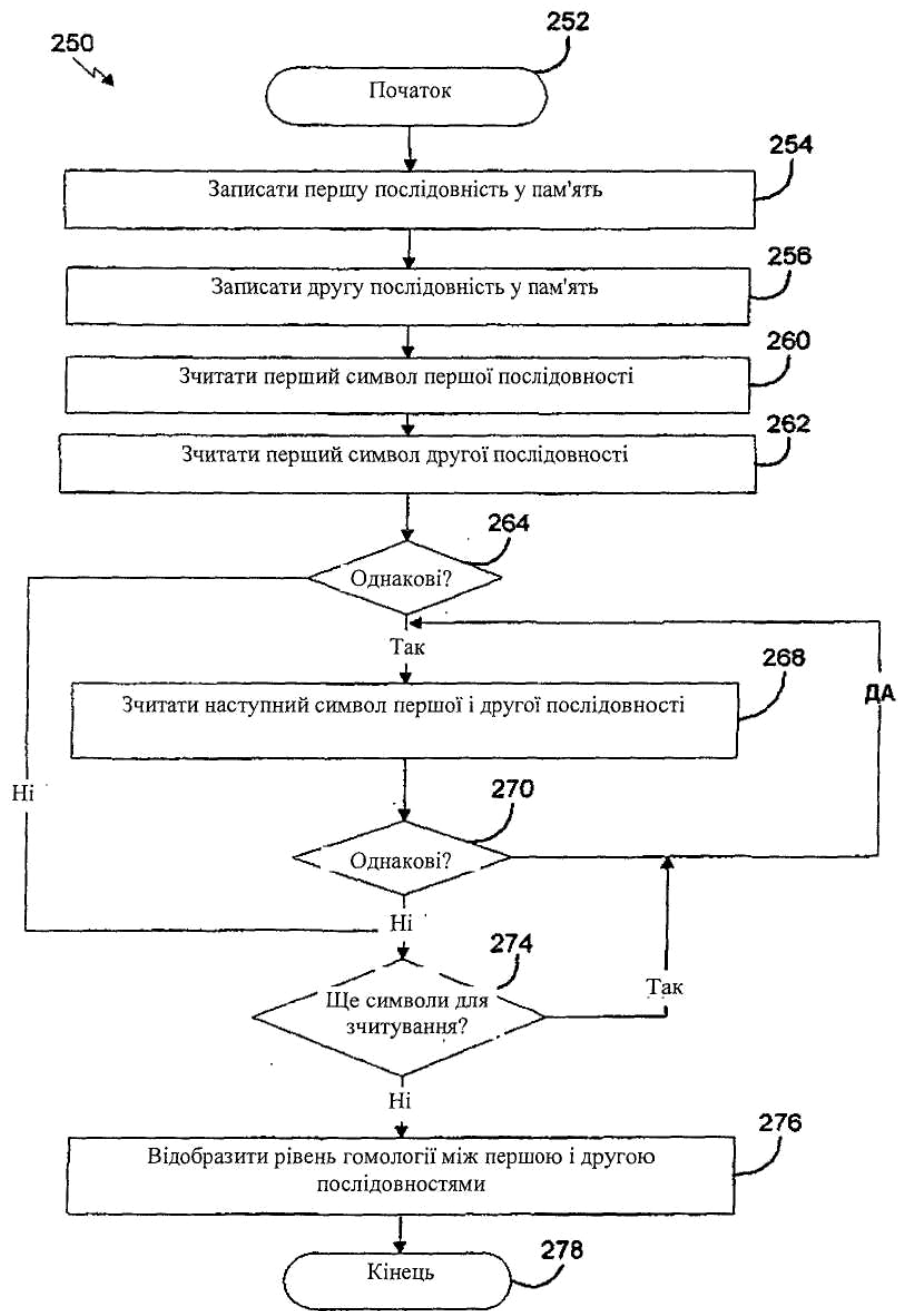 250
252
Початок
254
Записати першу послідовність у пам'ять
256
Записати другу послідовність у пам'ять
260
Зчитати перший символ першої послідовності
262
Зчитати перший символ другої послідовності
264
Однакові?
Так
268
Зчитати наступний символ першої і другої послідовності
ДА
Ні
270
Однакові?
Ні
274
Ще символи для
зчитування?
Так
Ні
276
Відобразити рівень гомології між першою і другою
послідовностями
278
Кінець